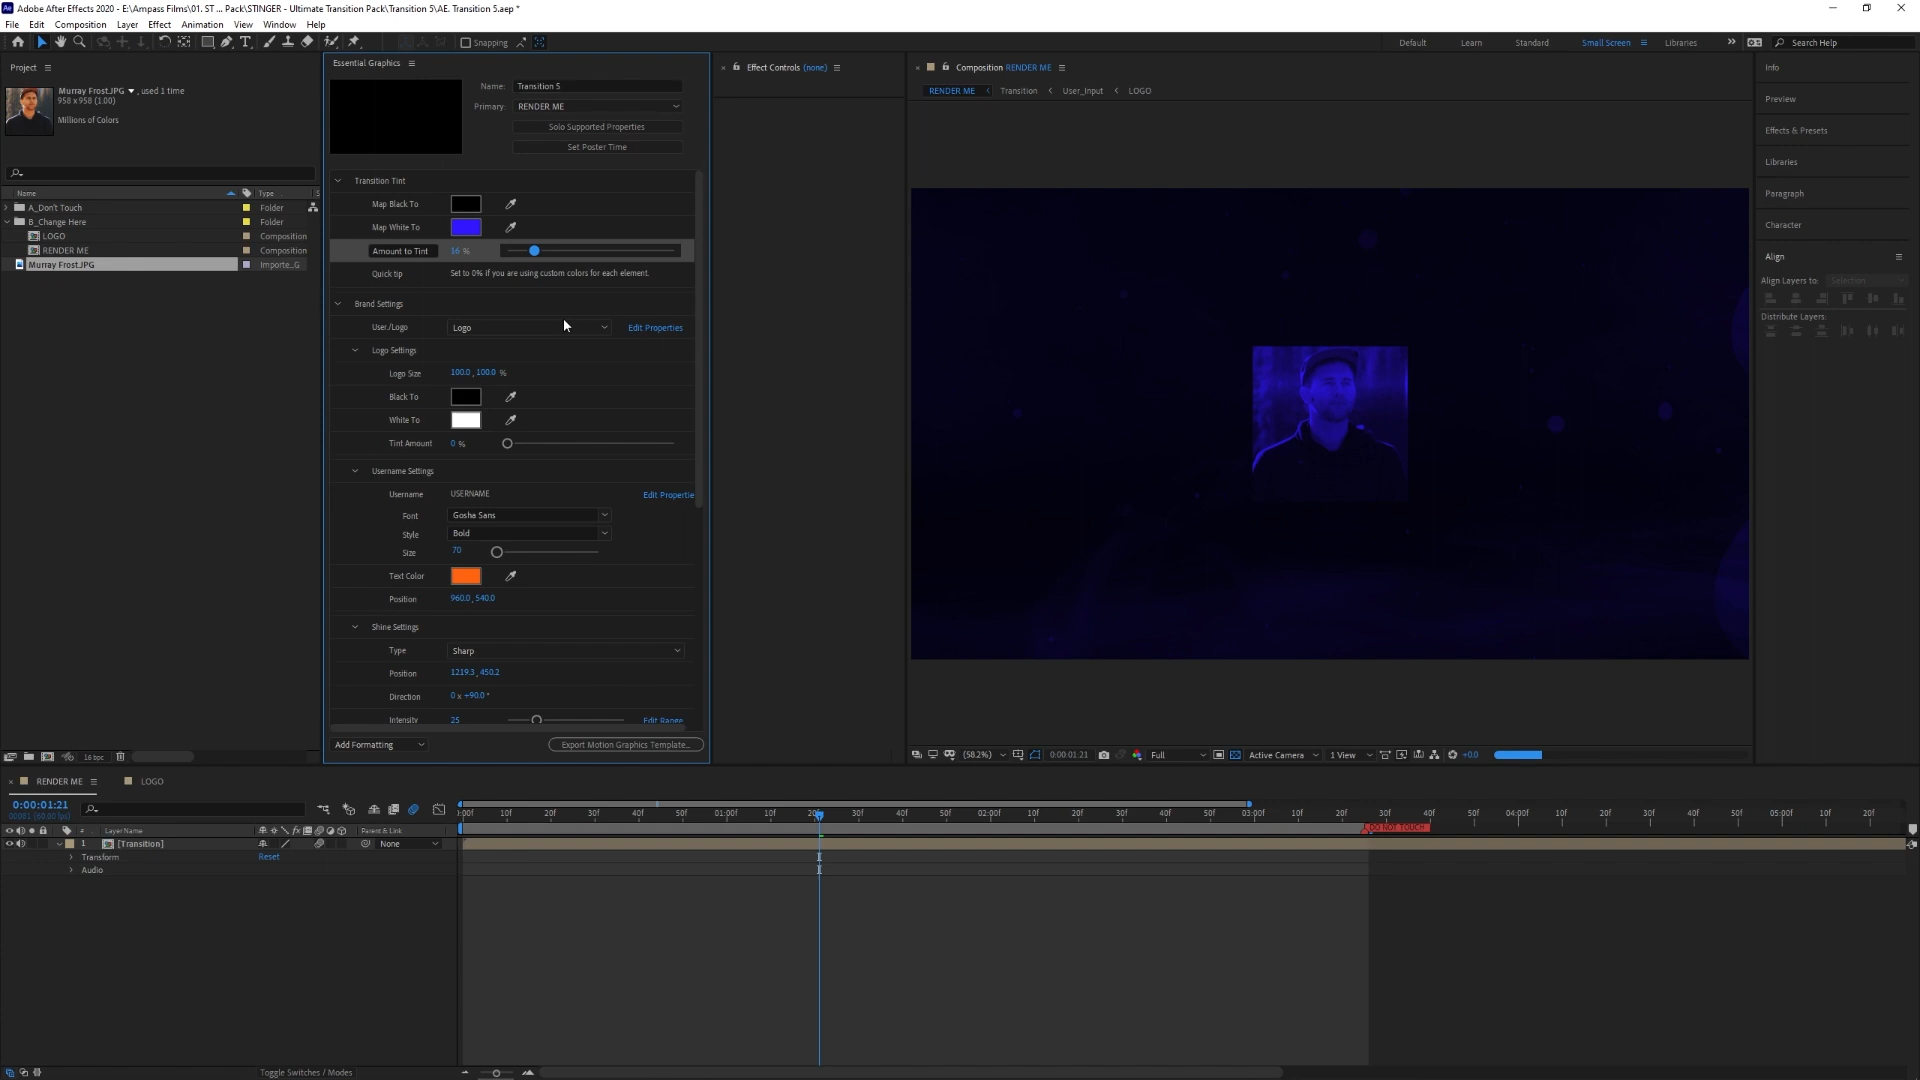 Adobe After Effects 2020 - E:\Ampass Films\01. ST ... Pack\STINGER - Ultimate Transition Pack\Transition 5\AE. Transition 5.aep *
File Edit Composition Layer Effect Animation View Window Help
Snapping
Default Learn Standard Small Screen Libraries Search Help
Project
Murray Frost.JPG , used 1 time
958 x 958 (1.00)
Millions of Colors
Name Type
A_Don't Touch Folder
B_Change Here Folder
LOGO Composition
RENDER ME Composition
Murray Frost.JPG Importe...G
16 bpc
Essential Graphics
Name: Transition 5
Primary: RENDER ME
Solo Supported Properties
Set Poster Time
Transition Tint
Map Black To
Map White To
Amount to Tint 16 %
Quick tip Set to 0% if you are using custom colors for each element.
Brand Settings
User./Logo Logo Edit Properties
Logo Settings
Logo Size 100.0, 100.0 %
Black To
White To
Tint Amount 0 %
Username Settings
Username USERNAME Edit Propertie
Font Gosha Sans
Style Bold
Size 70
Text Color
Position 960.0, 540.0
Shine Settings
Type Sharp
Position 1219.3, 450.2
Direction 0 x +90.0 °
Intensity 25 Edit Range
Add Formatting Export Motion Graphics Template...
Effect Controls (none)
Composition RENDER ME
RENDER ME Transition User_Input LOGO
(58.2%) 0:00:01:21 Full Active Camera 1 View +0.0
Info
Preview
Effects & Presets
Libraries
Paragraph
Character
Align
Align Layers to: Selection
Distribute Layers:
RENDER ME LOGO
0:00:01:21
00081 (60.00 fps)
# Layer Name Parent & Link
1 [Transition] None
Transform Reset
Audio
10f 20f 30f 40f 50f 01:00f 10f 30f 40f 50f 02:00f 10f 20f 30f 40f 50f 03:00f 10f 20f 30f 40f 50f 10f 20f 30f 40f 50f 05:00f 10f 20f
DO NOT TOUCH
Toggle Switches / Modes